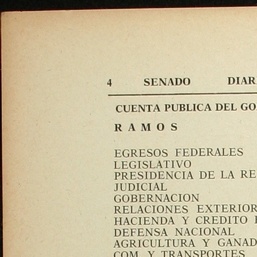 4 SENADO DIAR
CUENTA PUBLICA DEL GO
RAMOS
EGRESOS FEDERALES
LEGISLATIVO
PRESIDENCIA DE LA RE
JUDICIAL
GOBERNACION
RELACIONES EXTERIOR
HACIENDA Y CREDITO
DEFENSA NACIONAL
AGRICULTURA Y GANAD
COM. Y TRANSPORTES